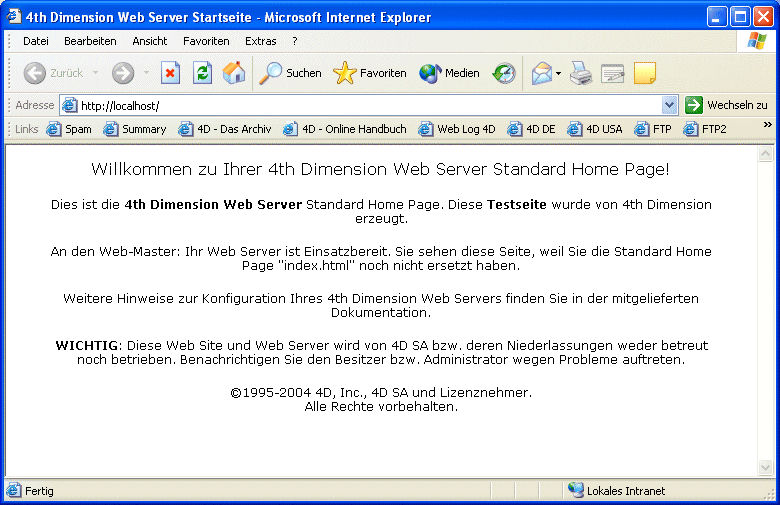 4th Dimension Web Server Startseite - Microsoft Internet Explorer
Datei Bearbeiten Ansicht Favoriten Extras ?
Zurück Suchen Favoriten Medien
Adresse http://localhost/ Wechseln zu
Links Spam Summary 4D - Das Archiv 4D - Online Handbuch Web Log 4D 4D DE 4D USA FTP FTP2 »
Willkommen zu Ihrer 4th Dimension Web Server Standard Home Page!
Dies ist die 4th Dimension Web Server Standard Home Page. Diese Testseite wurde von 4th Dimension
erzeugt.
An den Web-Master: Ihr Web Server ist Einsatzbereit. Sie sehen diese Seite, weil Sie die Standard Home
Page "index.html" noch nicht ersetzt haben.
Weitere Hinweise zur Konfiguration Ihres 4th Dimension Web Servers finden Sie in der mitgelieferten
Dokumentation.
WICHTIG: Diese Web Site und Web Server wird von 4D SA bzw. deren Niederlassungen weder betreut
noch betrieben. Benachrichtigen Sie den Besitzer bzw. Administrator wegen Probleme auftreten.
©1995-2004 4D, Inc., 4D SA und Lizenznehmer.
Alle Rechte vorbehalten.
Fertig Lokales Intranet